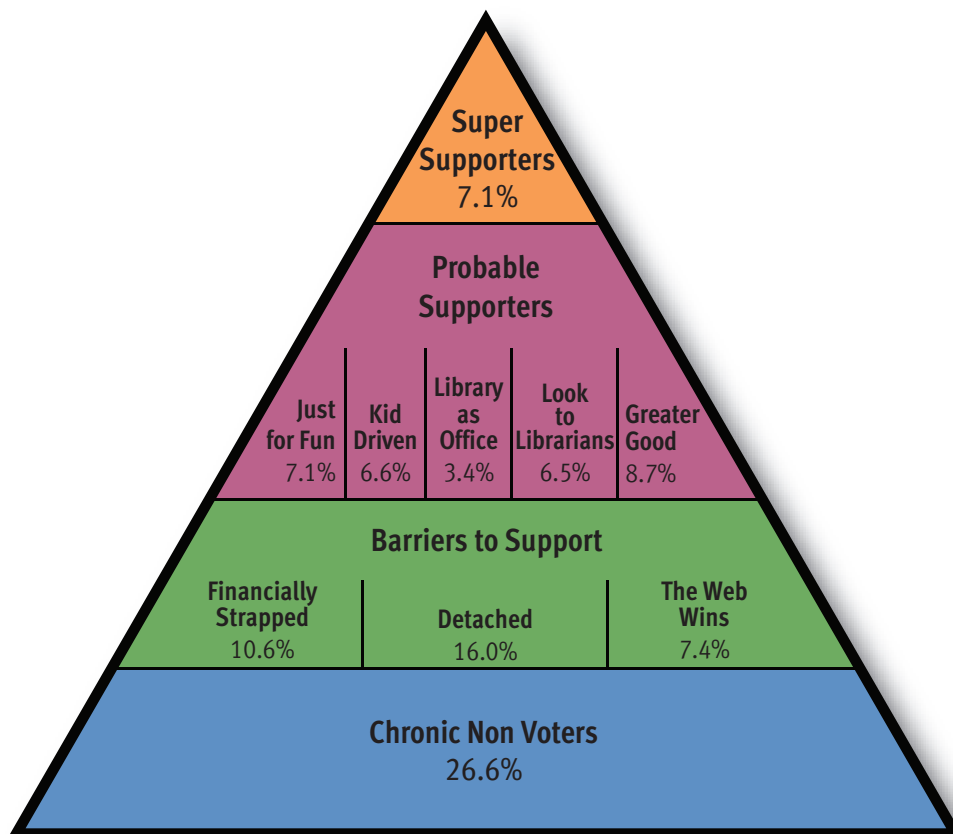 Super
Supporters
7.1%
Probable
Supporters
Just
for Fun
7.1%
Kid
Driven
6.6%
Library
as
Office
3.4%
Look
to
Librarians
6.5%
Greater
Good
8.7%
Barriers to Support
Financially
Strapped
10.6%
Detached
16.0%
The Web
Wins
7.4%
Chronic Non Voters
26.6%